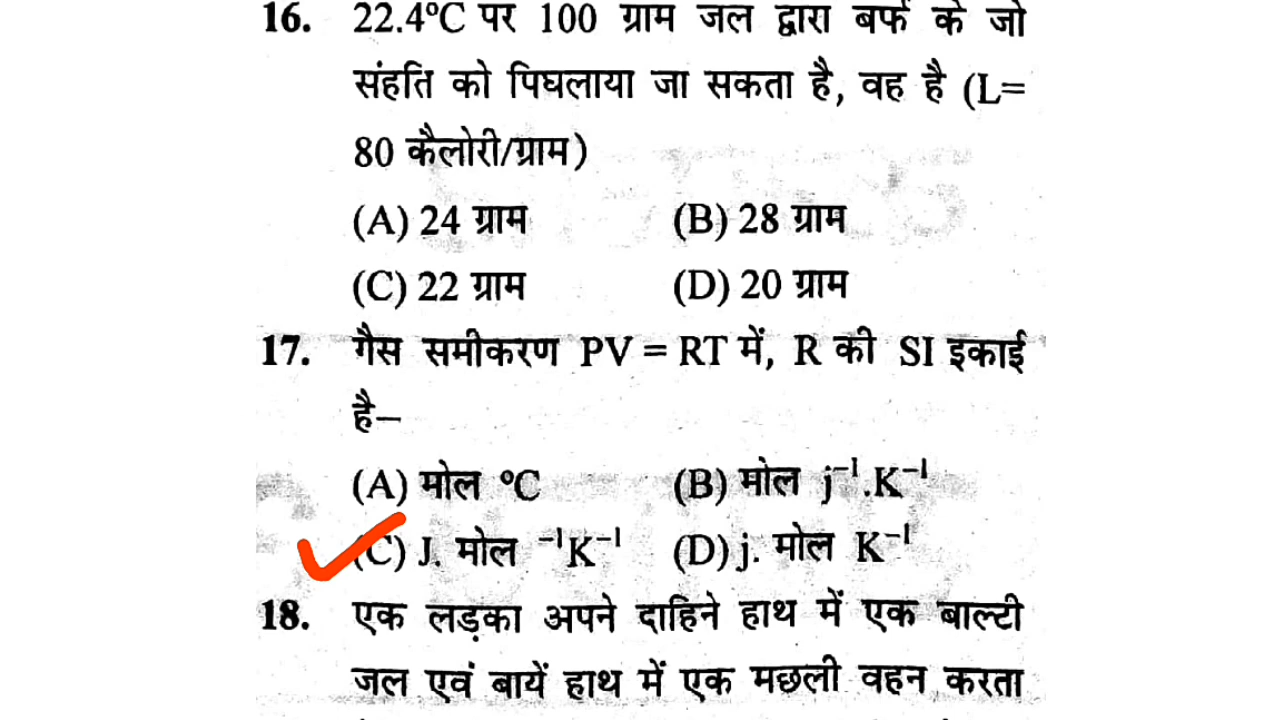 16. 22.4ºC पर 100 ग्राम जल द्वारा बर्फ के जो
संहति को पिघलाया जा सकता है, वह है (L=
80 कैलोरी/ग्राम)
(A) 24 ग्राम (B) 28 ग्राम
(C) 22 ग्राम (D) 20 ग्राम
17. गैस समीकरण PV = RT में, R की SI इकाई
है–
(A) मोल ºC (B) मोल j⁻¹.K⁻¹
(C) J. मोल ⁻¹K⁻¹ (D) j. मोल K⁻¹
18. एक लड़का अपने दाहिने हाथ में एक बाल्टी
जल एवं बायें हाथ में एक मछली वहन करता